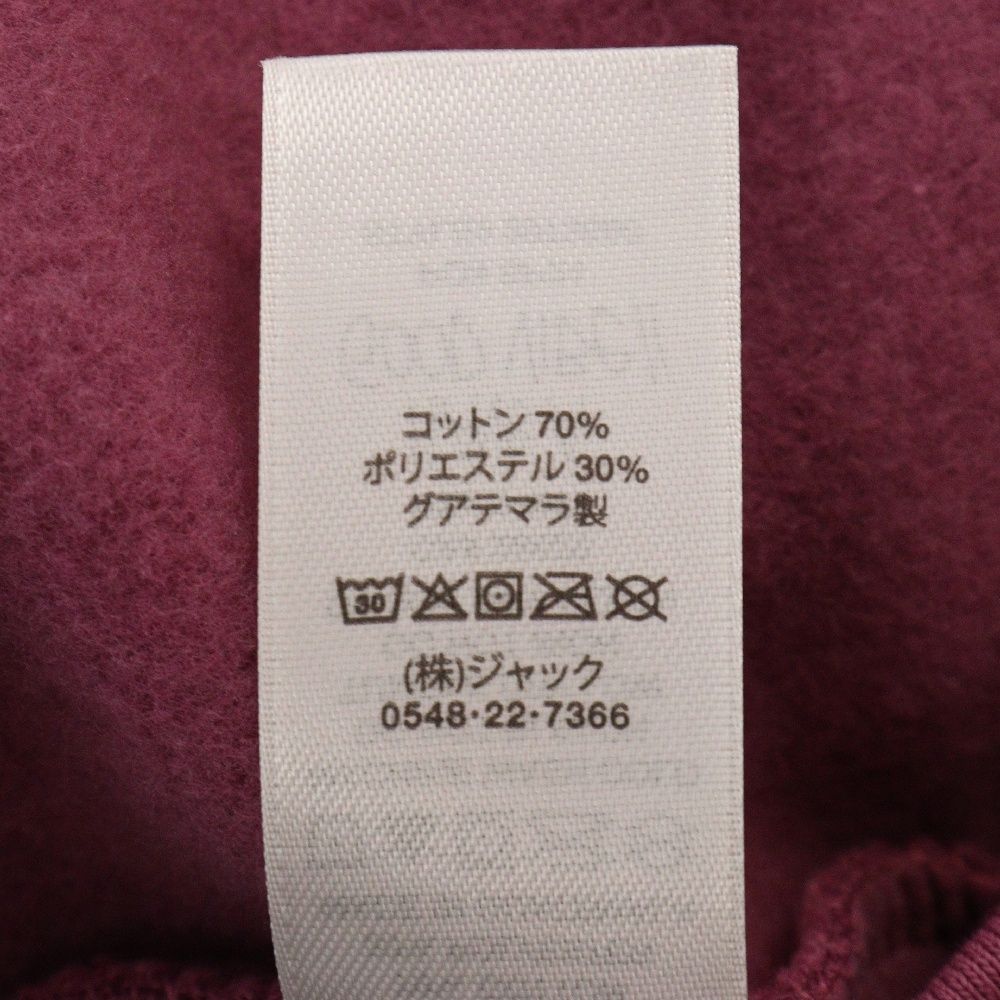 コットン 70%
ポリエステル 30%
グアテマラ製
30
(株)ジャック
0548·22·7366